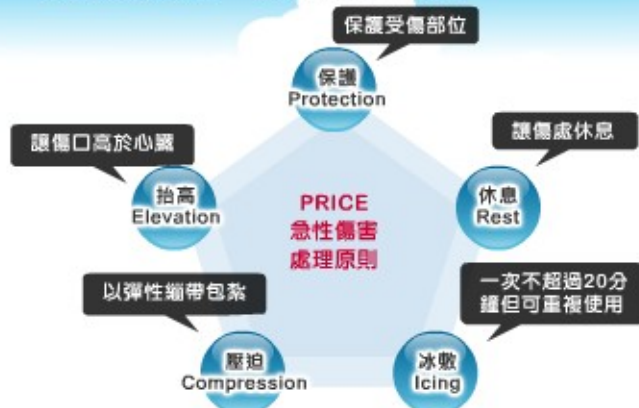 保護受傷部位
保護
Protection
讓傷口高於心臟
抬高
Elevation
讓傷處休息
休息
Rest
PRICE
急性傷害
處理原則
以彈性繃帶包紮
壓迫
Compression
一次不超過20分
鐘但可重複使用
冰敷
Icing